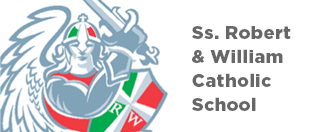 Ss. Robert
& William
Catholic
School
R
W